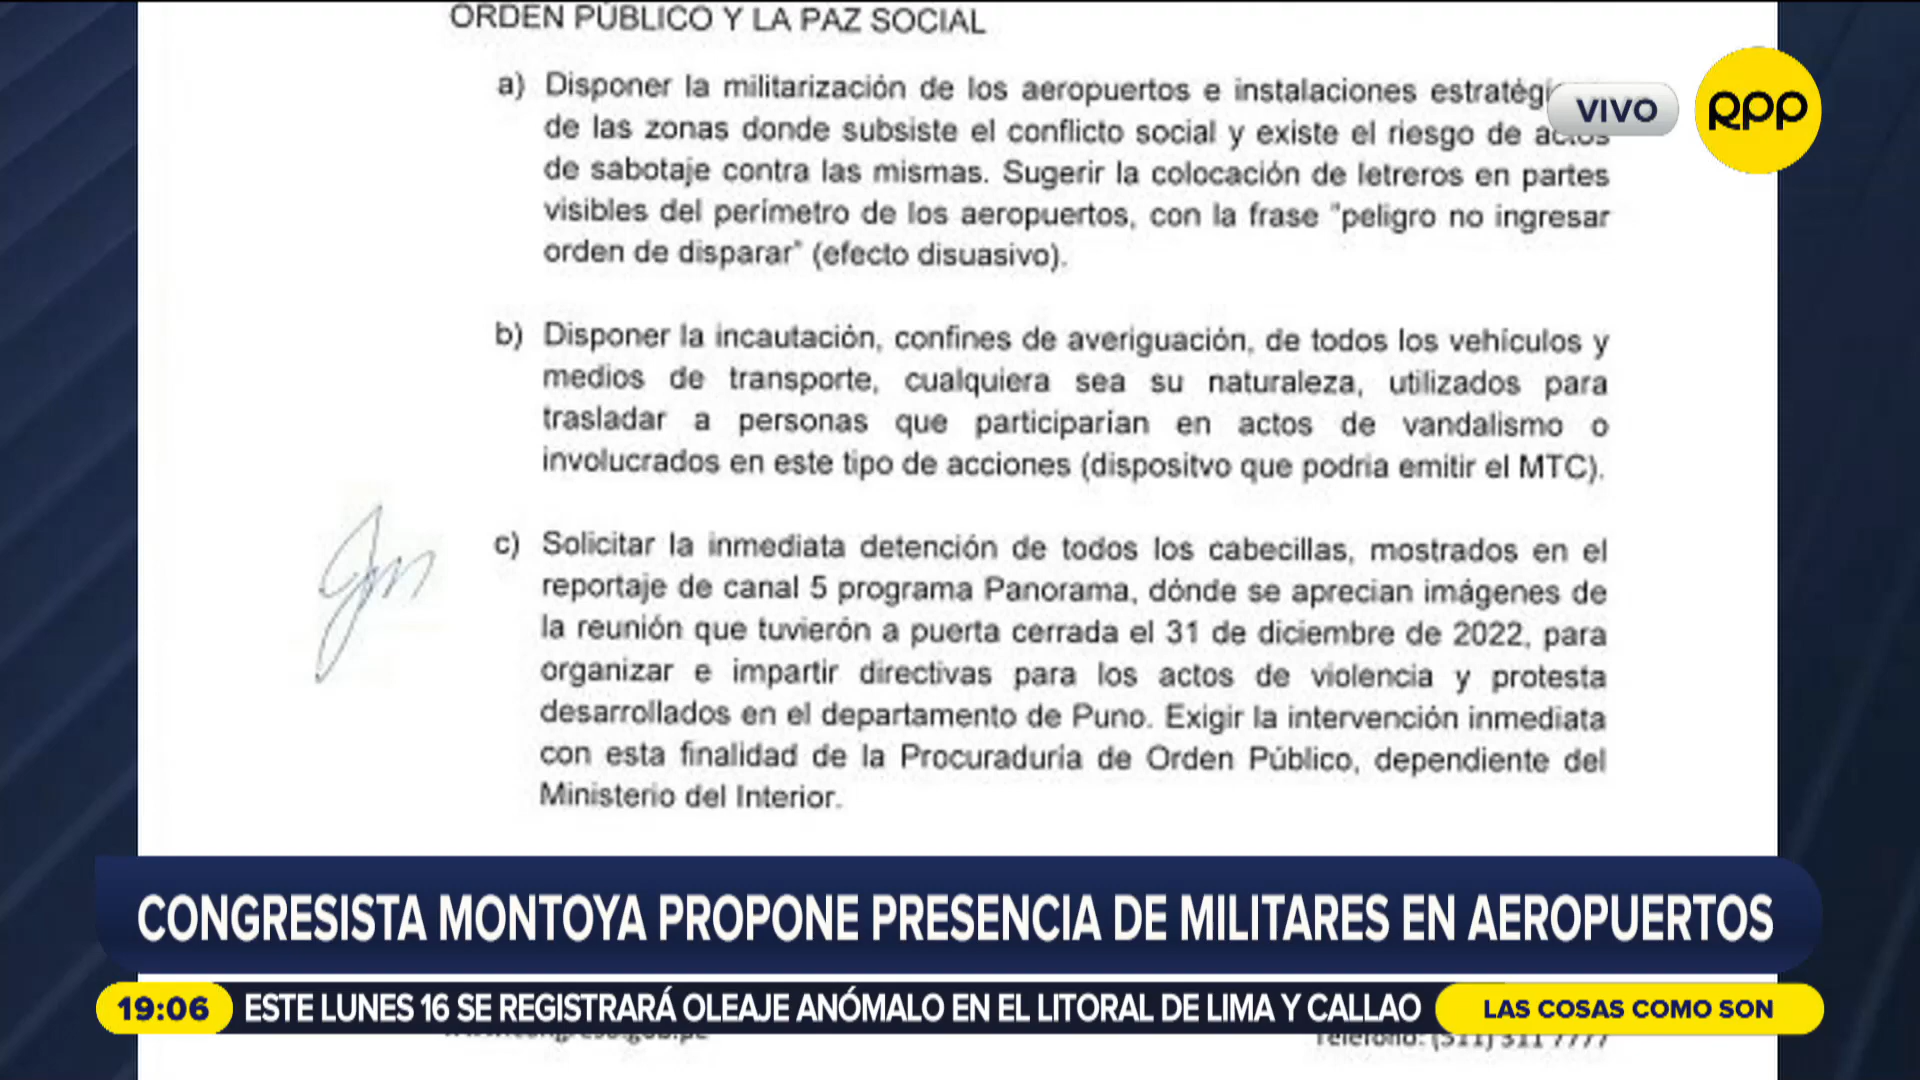 ORDEN PÚBLICO Y LA PAZ SOCIAL
a) Disponer la militarización de los aeropuertos e instalaciones
VIVO
rpp
de las zonas donde subsiste el conflicto social y existe el riesgo de actos
de sabotaje contra las mismas. Sugerir la colocación de letreros en partes
visibles del perímetro de los aeropuertos, con la frase "peligro no ingresar
orden de disparar" (efecto disuasivo).
b) Disponer la incautación, confines de averiguación, de todos los vehículos y
medios de transporte, cualquiera sea su naturaleza, utilizados para
trasladar a personas que participarían en actos de vandalismo o
involucrados en este tipo de acciones (dispositvo que podría emitir el MTC).
c) Solicitar la inmediata detención de todos los cabecillas, mostrados en el
reportaje de canal 5 programa Panorama, dónde se aprecian imágenes de
la reunión que tuvierón a puerta cerrada el 31 de diciembre de 2022, para
organizar e impartir directivas para los actos de violencia y protesta
desarrollados en el departamento de Puno. Exigir la intervención inmediata
con esta finalidad de la Procuraduría de Orden Público, dependiente del
Ministerio del Interior.
CONGRESISTA MONTOYA PROPONE PRESENCIA DE MILITARES EN AEROPUERTOS
19:06 ESTE LUNES 16 SE REGISTRARÁ OLEAJE ANÓMALO EN EL LITORAL DE LIMA Y CALLAO LAS COSAS COMO SON
Teléfono: (511) 311 7777